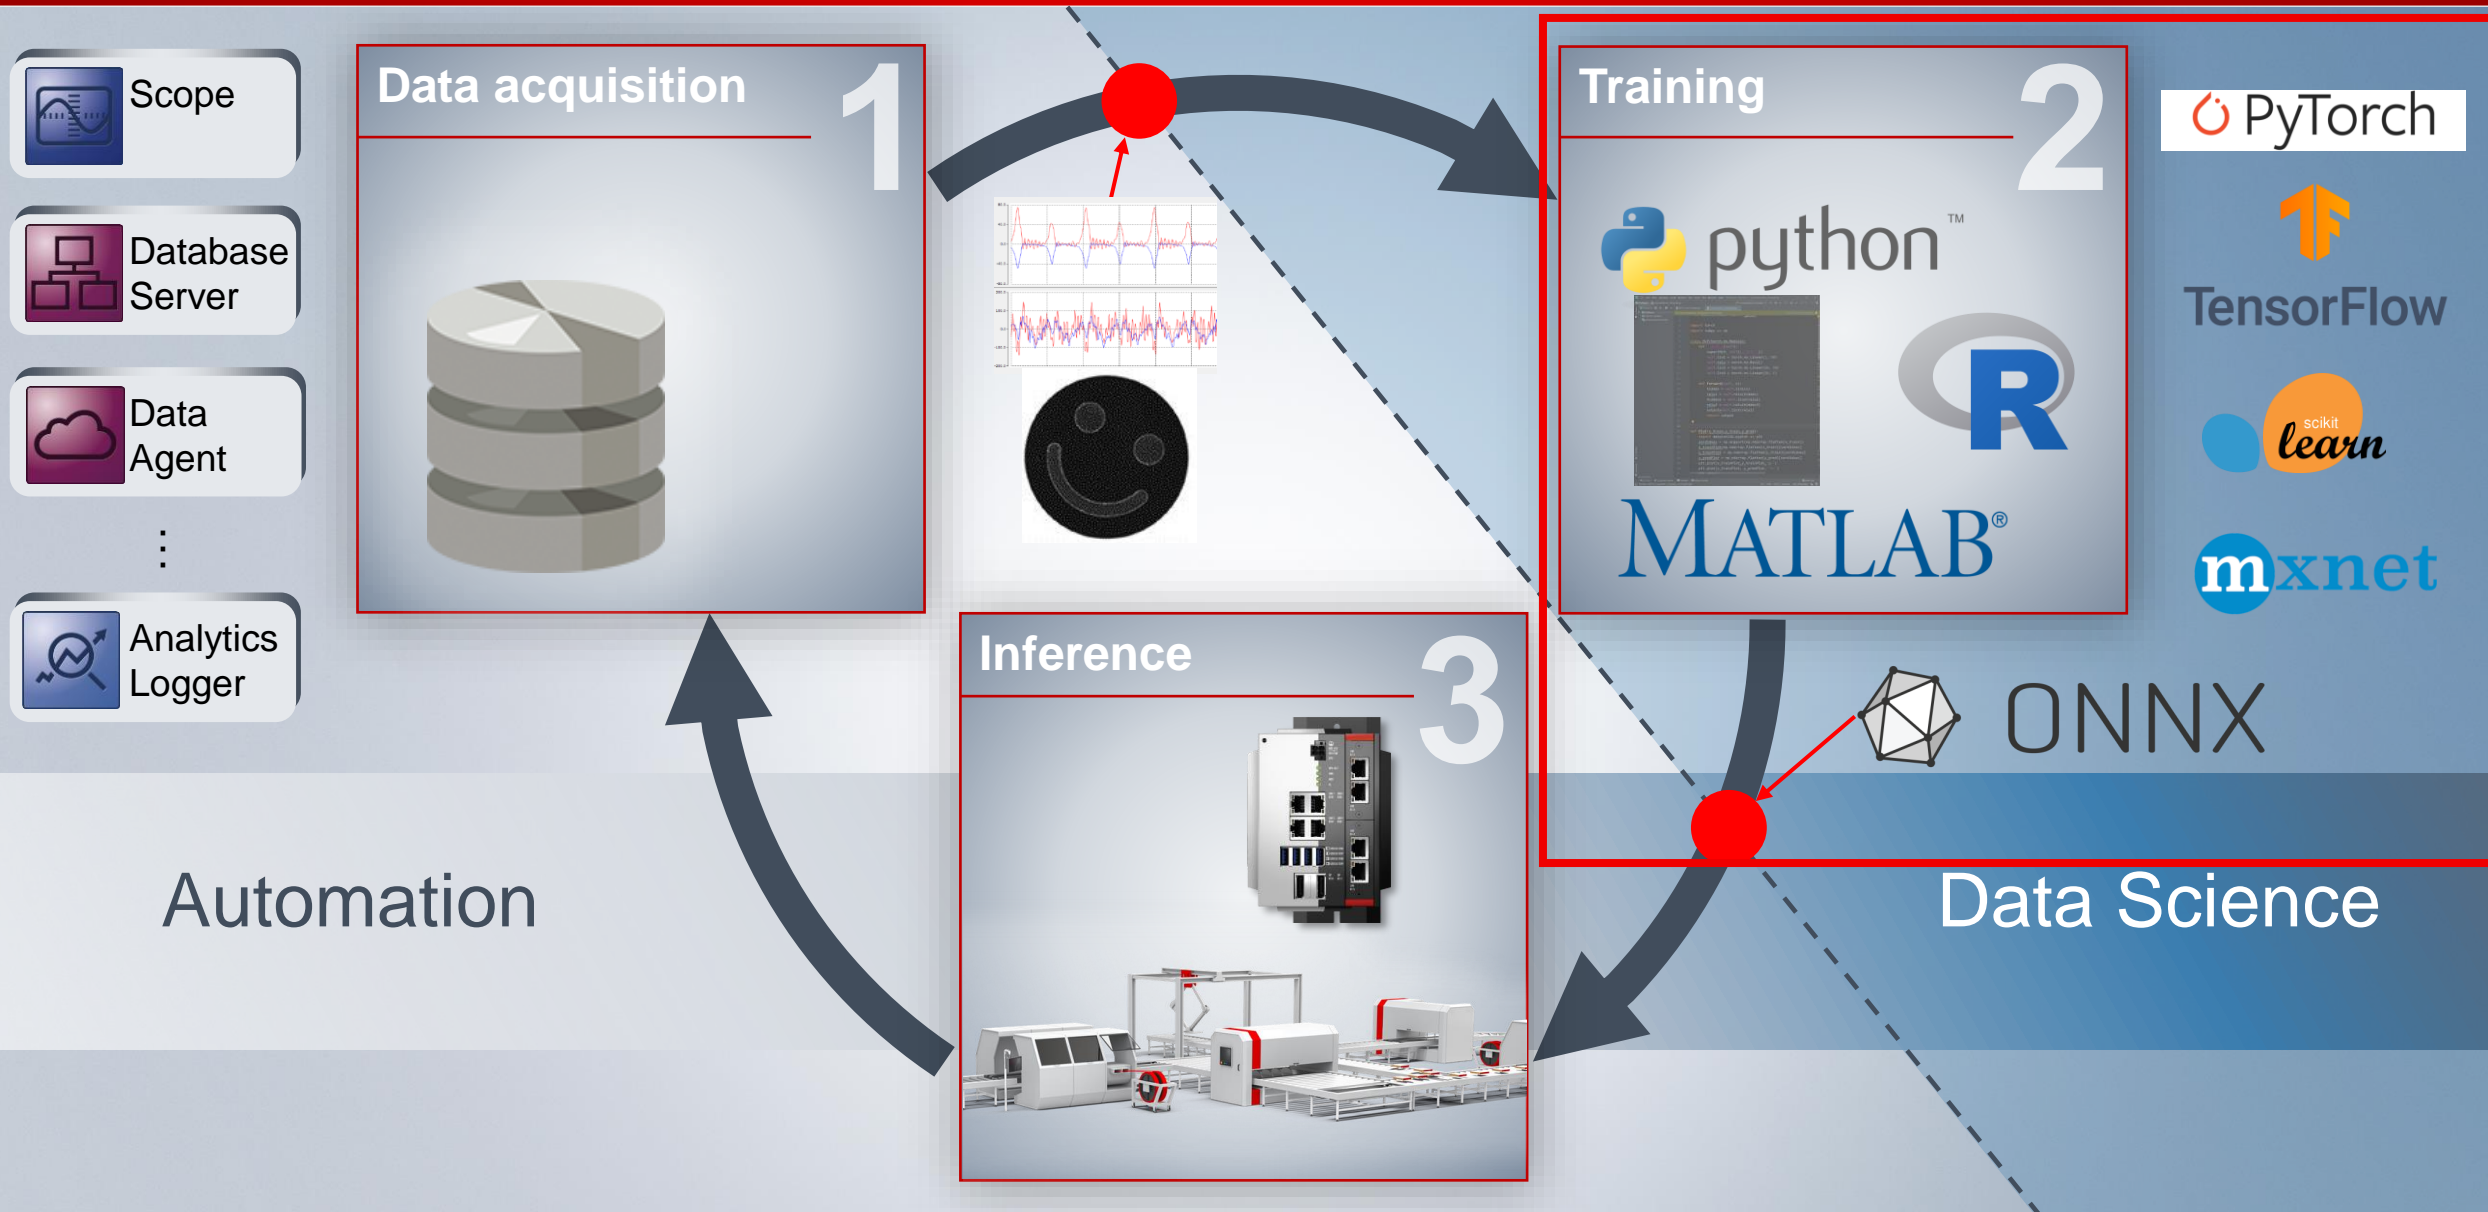 Scope
Database
Server
Data
Agent
Analytics
Logger
Data acquisition
1
Training
2
python™
R
MATLAB®
PyTorch
TensorFlow
scikit
learn
mxnet
ONNX
Inference
3
Automation
Data Science